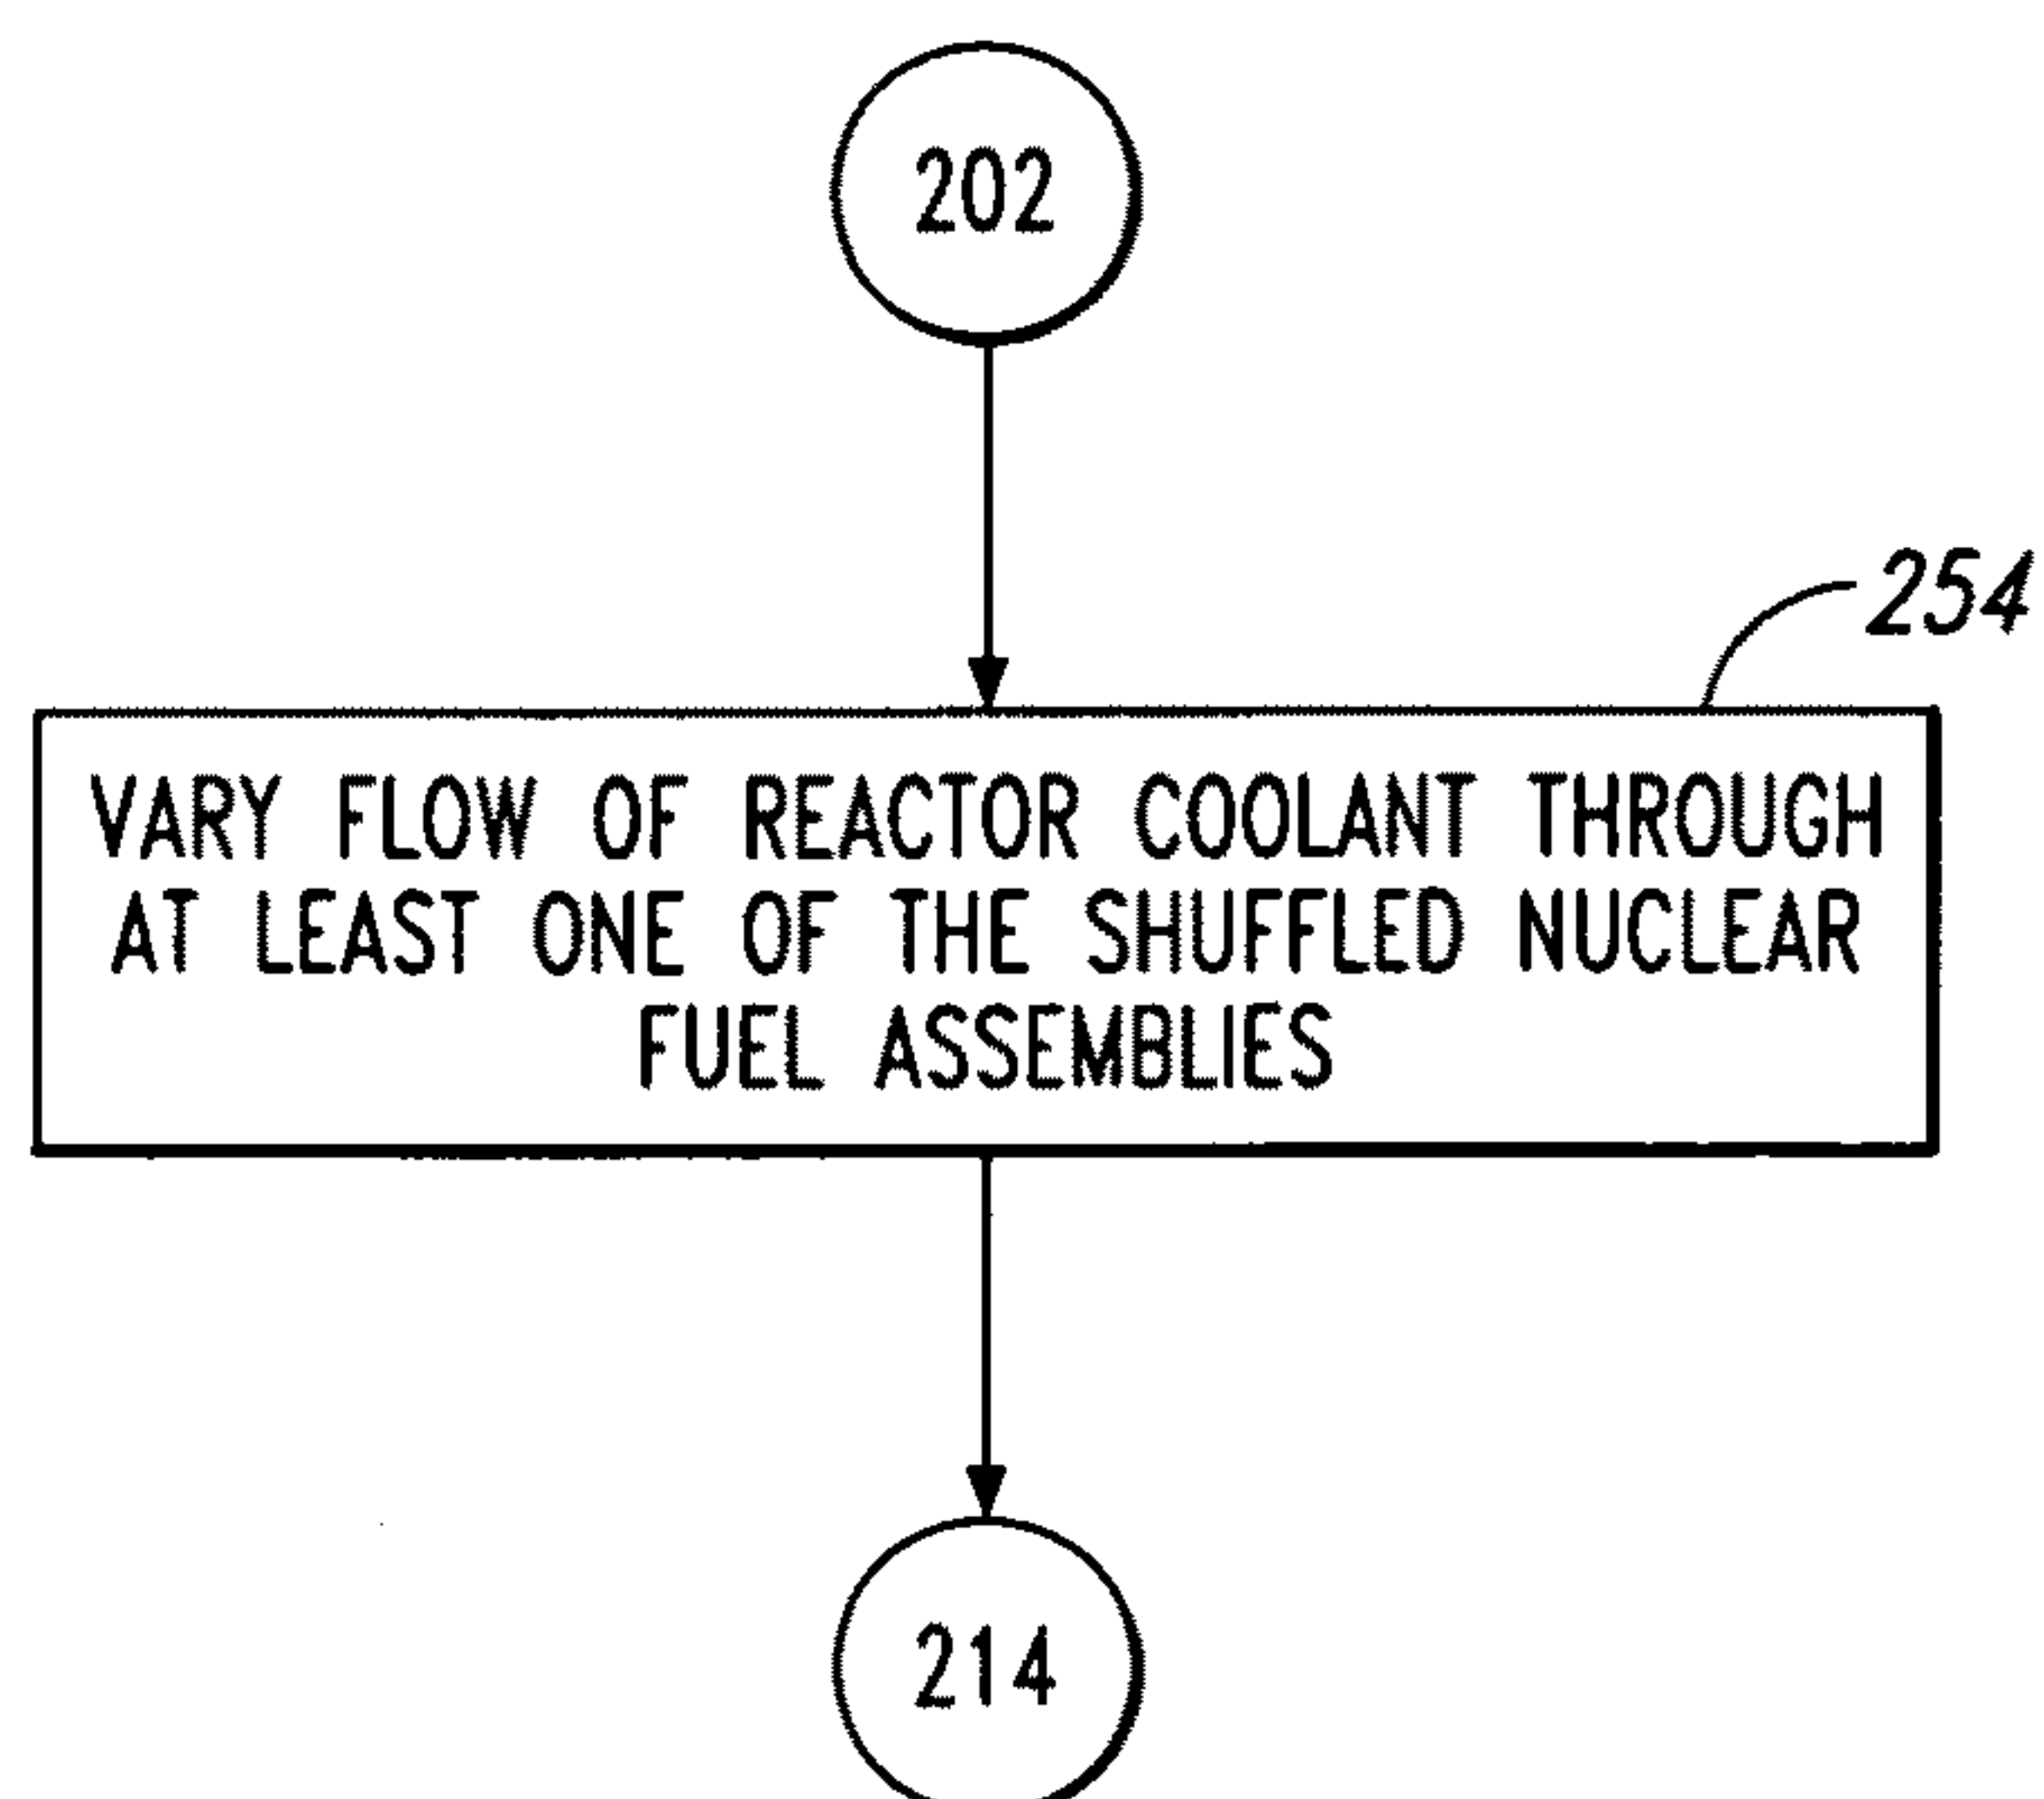 202
254
VARY FLOW OF REACTOR COOLANT THROUGH
AT LEAST ONE OF THE SHUFFLED NUCLEAR
FUEL ASSEMBLIES
214